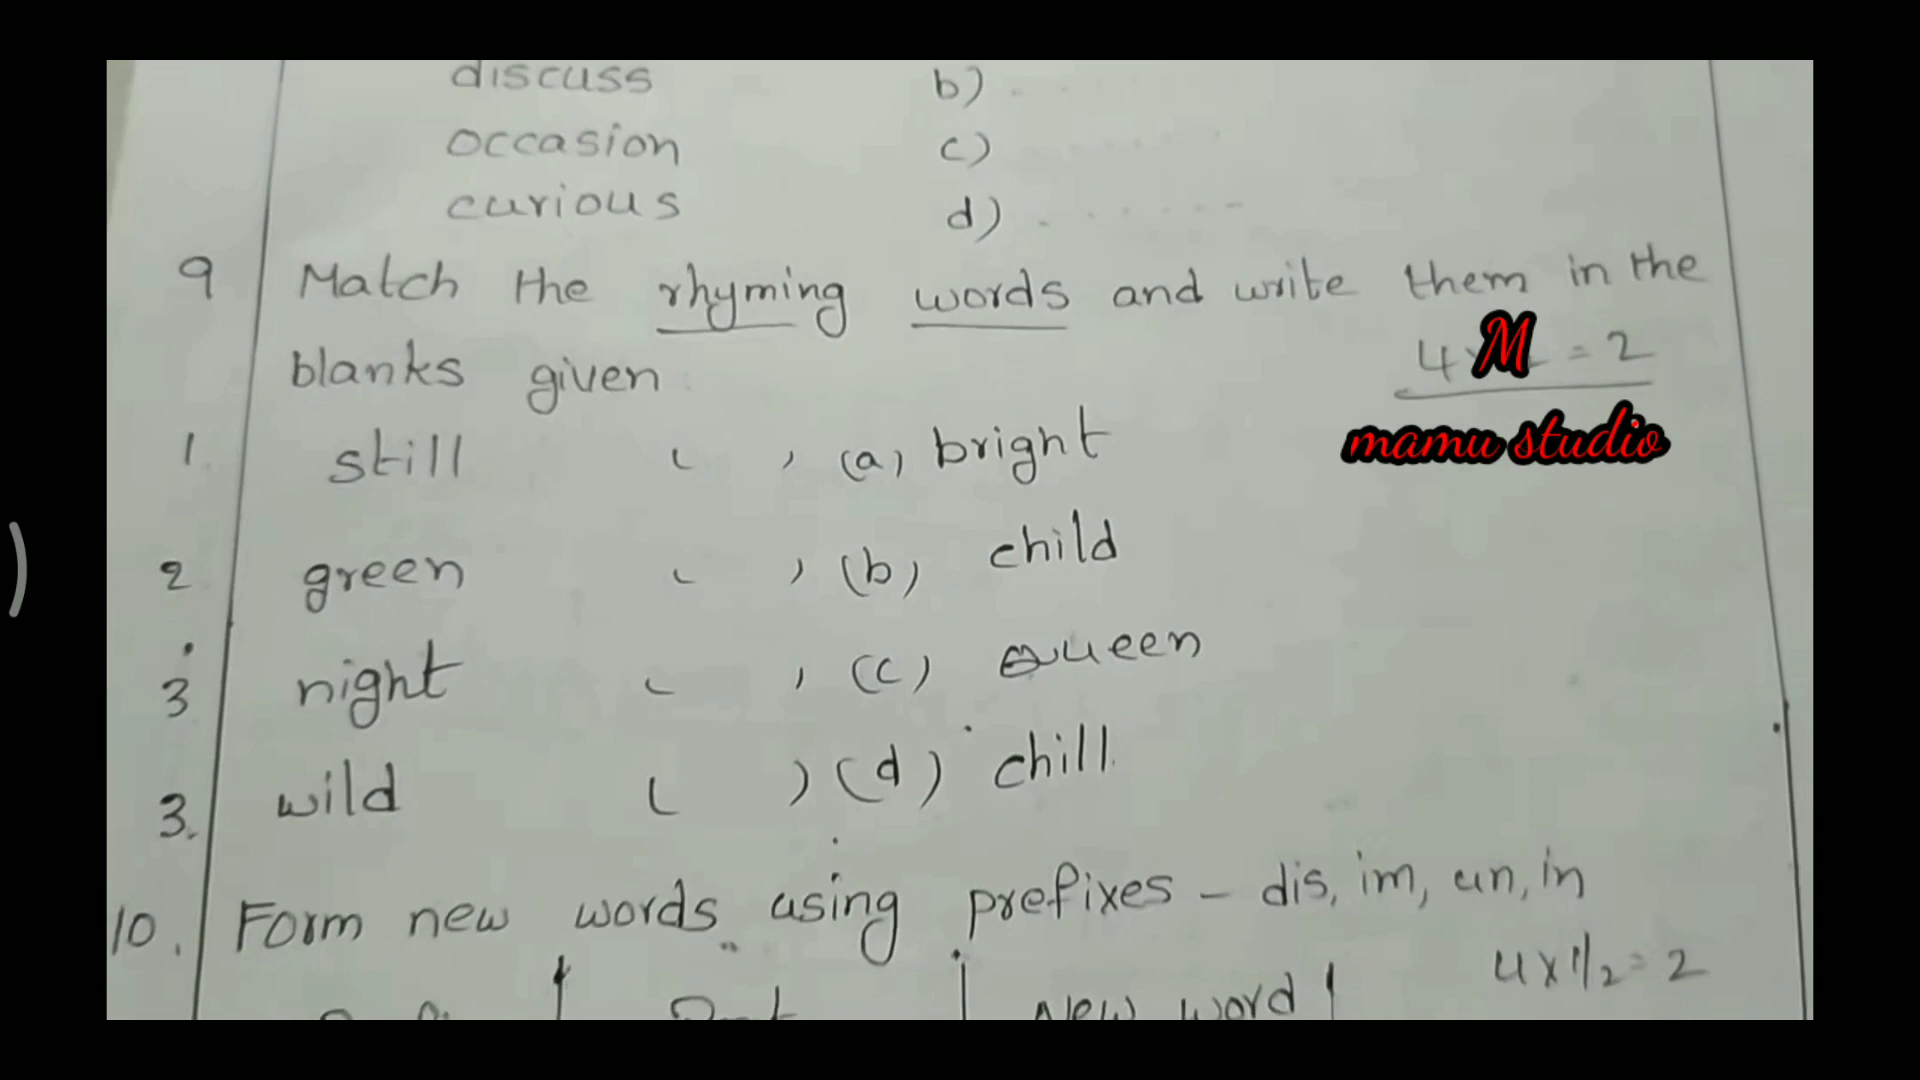 discuss b)
occasion c)
curious d)
9 Match the rhyming words and write them in the
blanks given 4 M = 2
mamu studio
1 still ( ) (a) bright
2 green ( ) (b) child
3 night ( ) (c) Queen
3. wild ( ) (d) chill
10. Form new words using prefixes - dis, im, un, in
4 x 1/2 = 2
New word